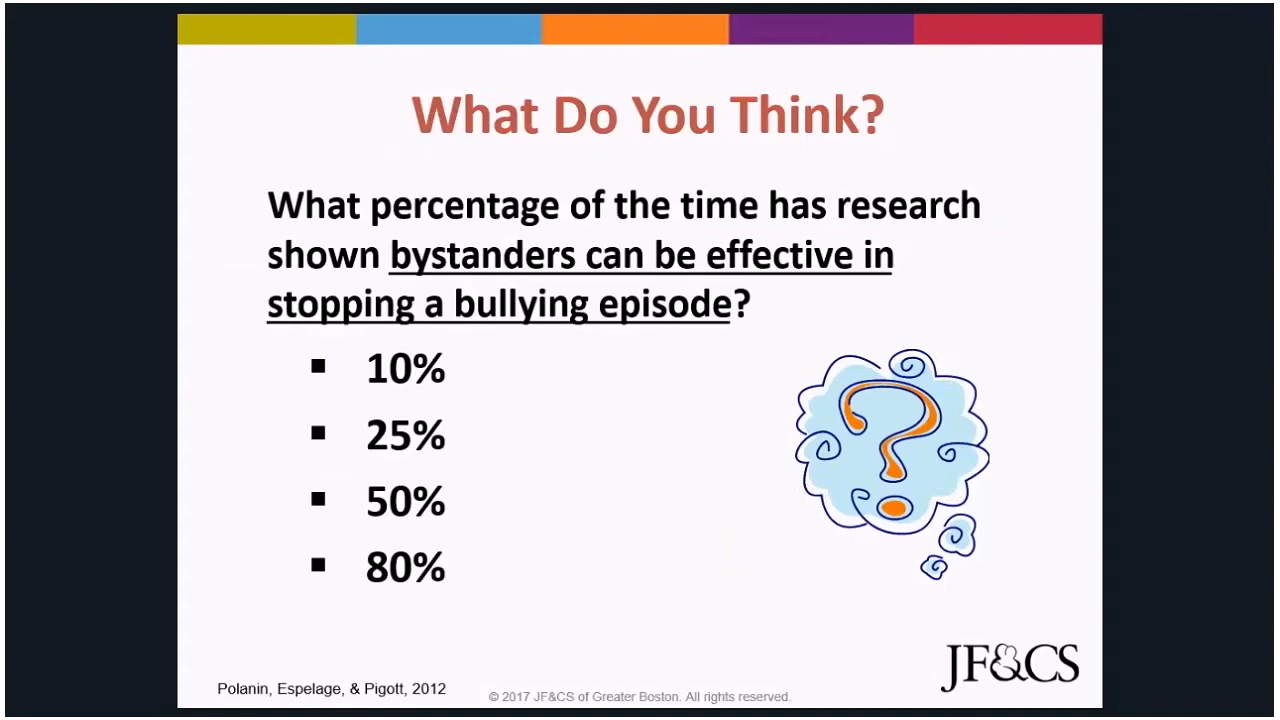 What Do You Think?
What percentage of the time has research
shown bystanders can be effective in
stopping a bullying episode?
▪ 10%
▪ 25%
▪ 50%
▪ 80%
JF&CS
Polanin, Espelage, & Pigott, 2012
© 2017 JF&CS of Greater Boston. All rights reserved.